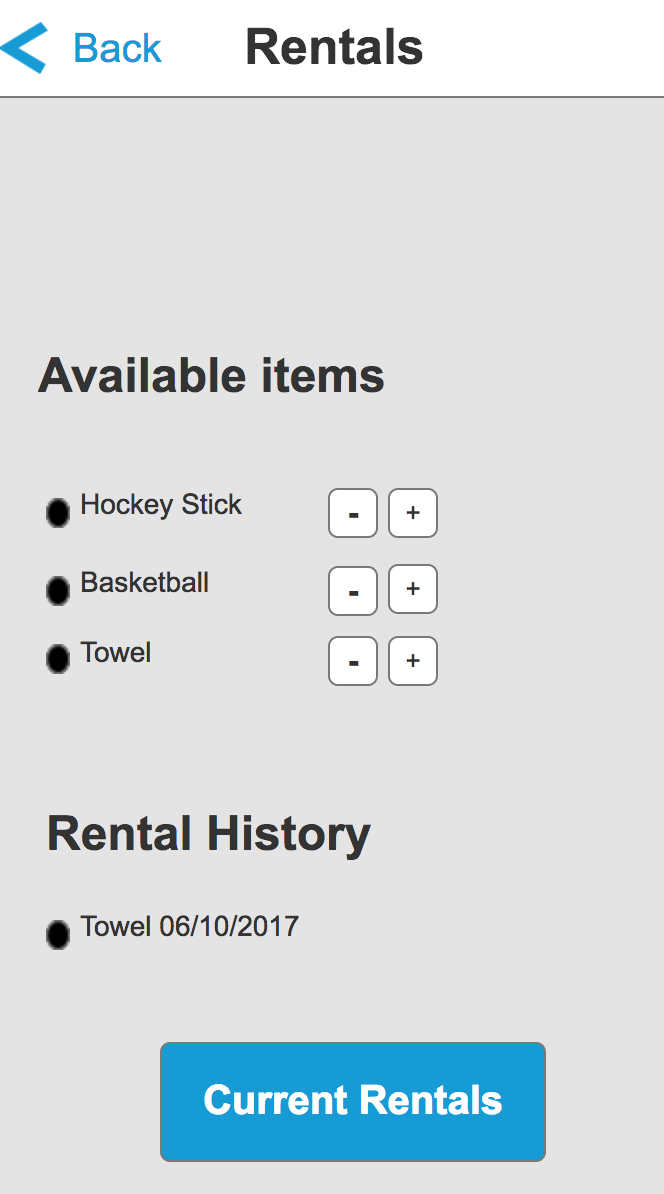 Back Rentals
Available items
Hockey Stick - +
Basketball - +
Towel - +
Rental History
Towel 06/10/2017
Current Rentals